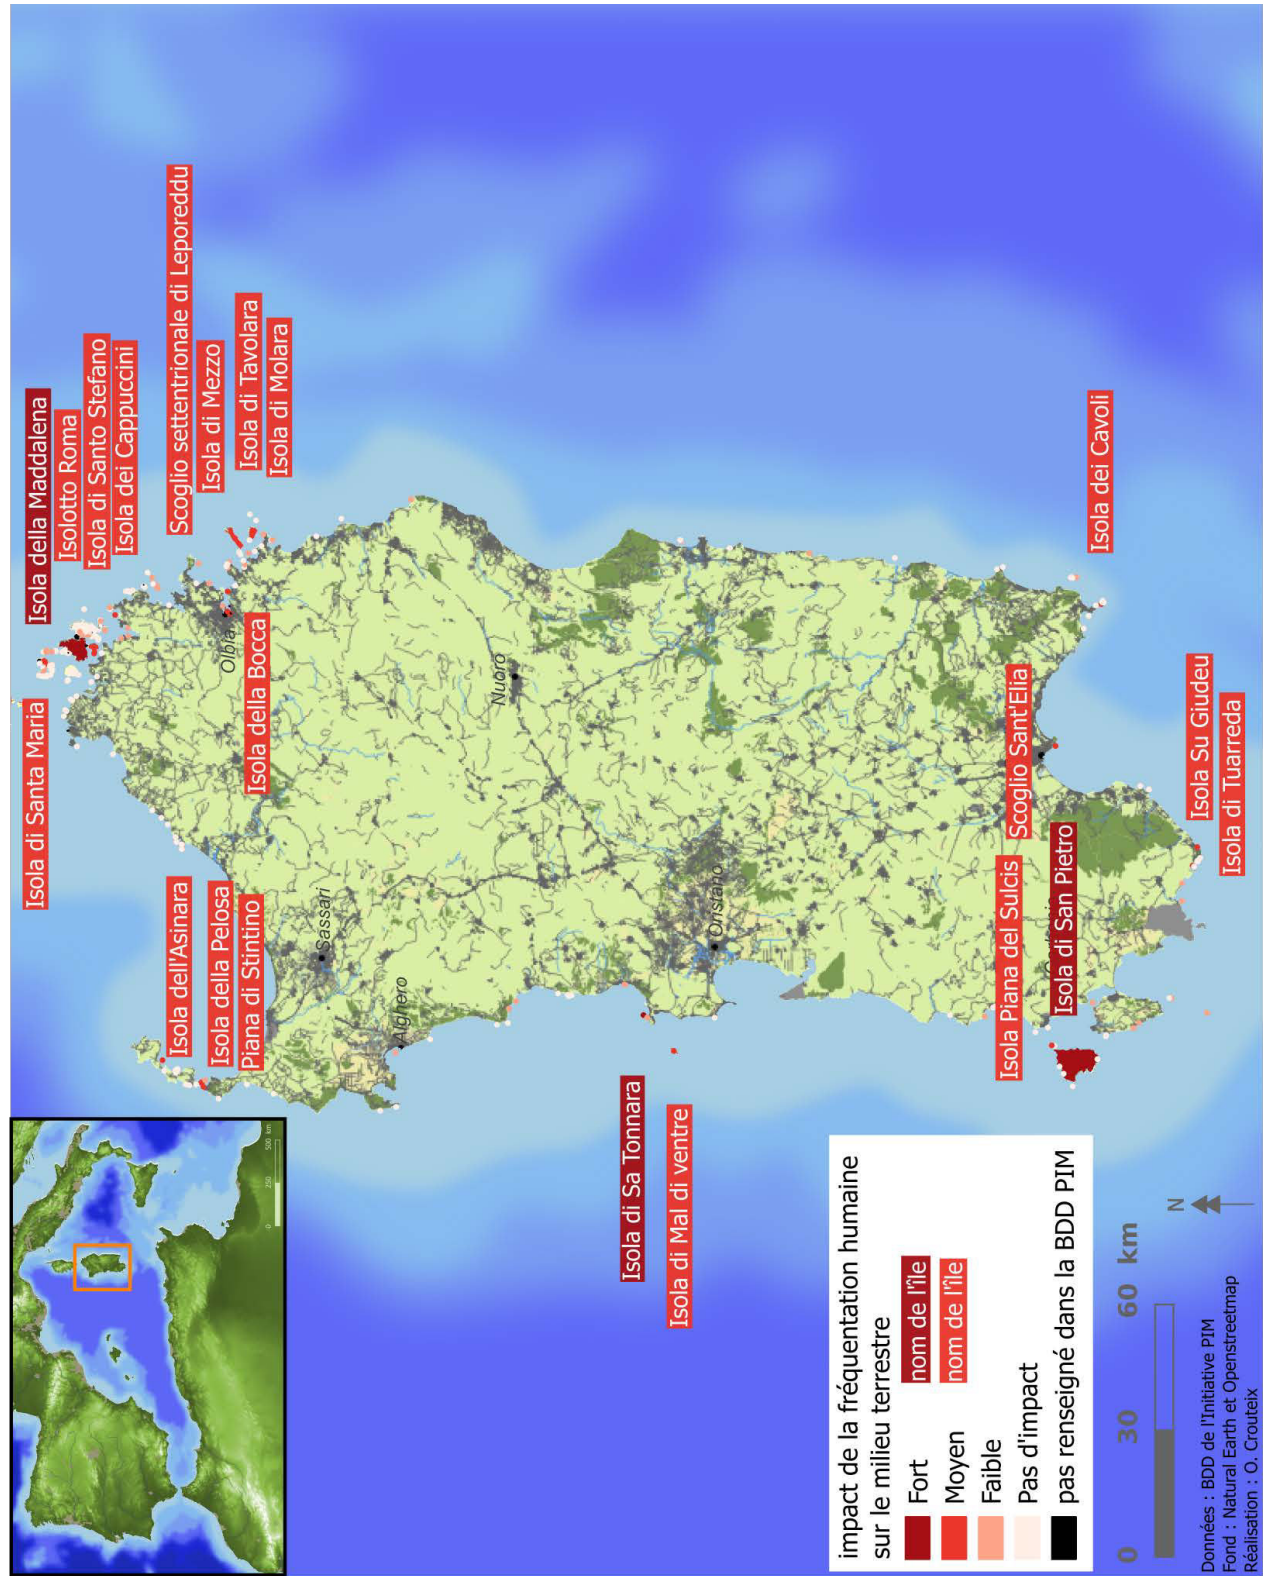 Isola di Santa Maria
Isola della Maddalena
Isolotto Roma
Isola di Santo Stefano
Isola dei Cappuccini
Scoglio settentrionale di Leporeddu
Isola di Mezzo
Isola di Tavolara
Isola di Molara
Isola dell'Asinara
Isola della Pelosa
Piana di Stintino
Olbia
Isola della Bocca
Sassari
Alghero
Nuoro
Isola di Sa Tonnara
Isola di Mal di ventre
Oristano
Isola Piana del Sulcis
Scoglio Sant'Elia
Isola di San Pietro
Isola dei Cavoli
Isola Su Giudeu
Isola di Tuarreda
0 250 500 km
impact de la fréquentation humaine
sur le milieu terrestre
Fort nom de l'île
Moyen nom de l'île
Faible
Pas d'impact
pas renseigné dans la BDD PIM
0 30 60 km
N
Données : BDD de l'Initiative PIM
Fond : Natural Earth et Openstreetmap
Réalisation : O. Crouteix